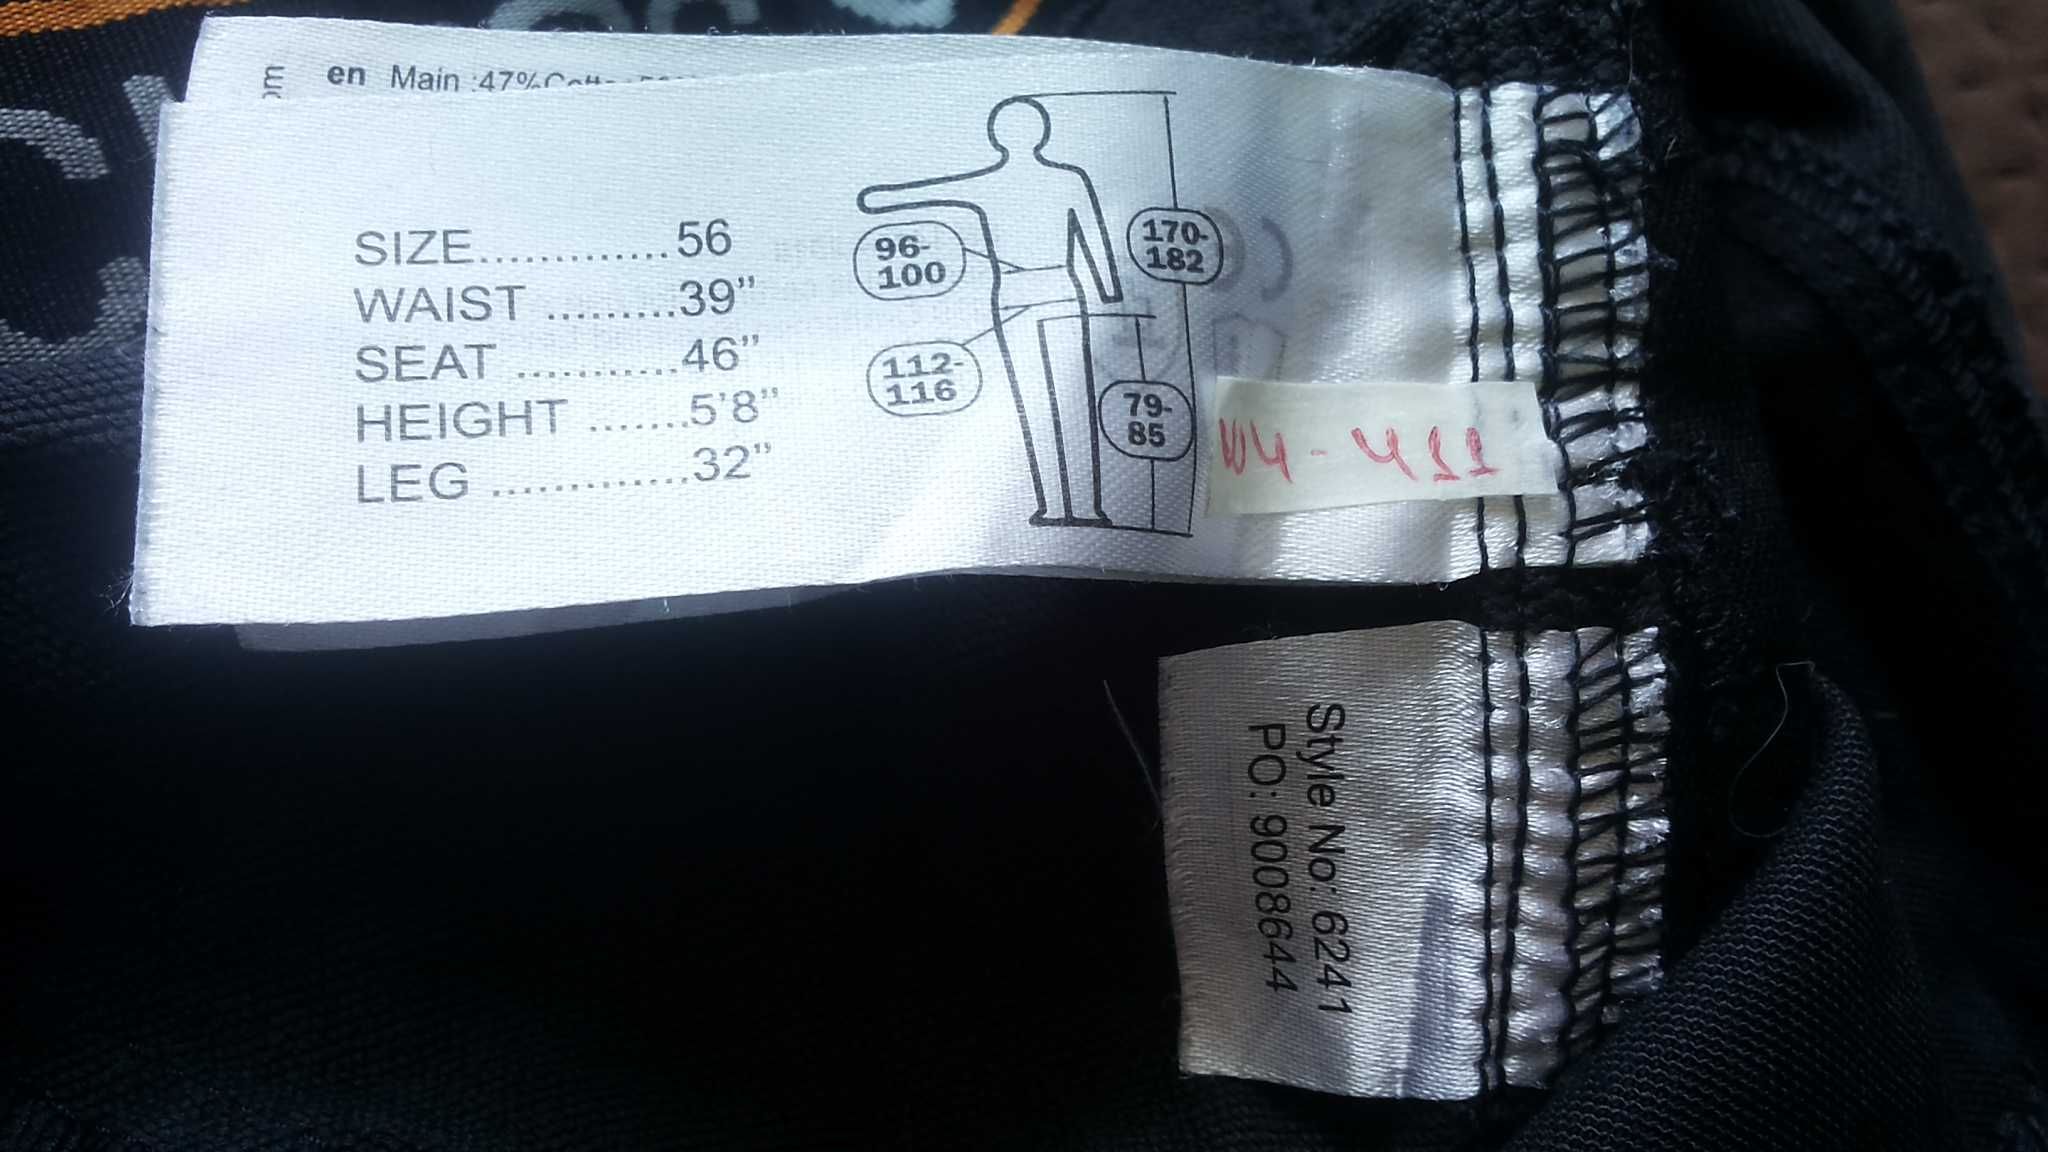 en Main :47%
SIZE.............56
WAIST .........39”
SEAT ...........46”
HEIGHT .......5’8”
LEG .............32”
96-
100
170-
182
112-
116
79-
85
W4-411
Style No: 6241
PO: 9008644